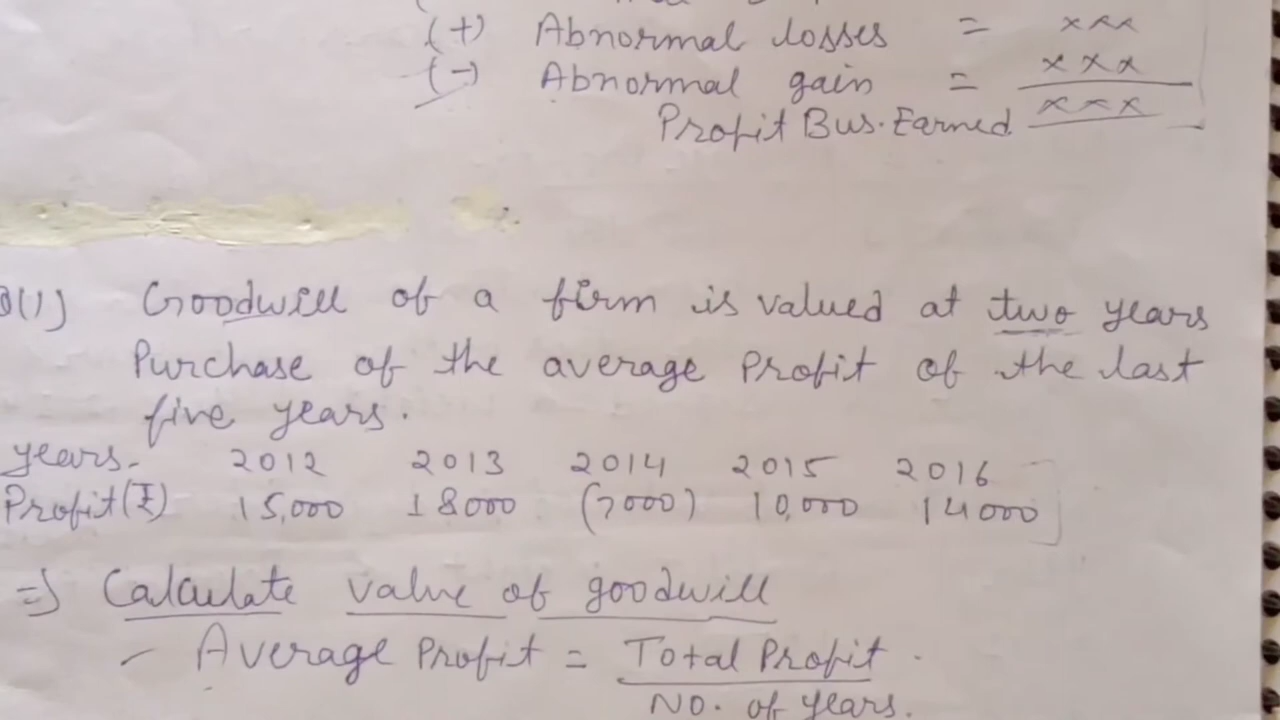 (+) Abnormal losses = xxx
(-) Abnormal gain = xxx
Profit Bus. Earned xxx
Q(1) Goodwill of a firm is valued at two years
Purchase of the average Profit of the last
five years.
years. 2012 2013 2014 2015 2016
Profit(₹) 15,000 18000 (7000) 10,000 14000
=) Calculate value of goodwill
- Average Profit = Total Profit
No. of years.